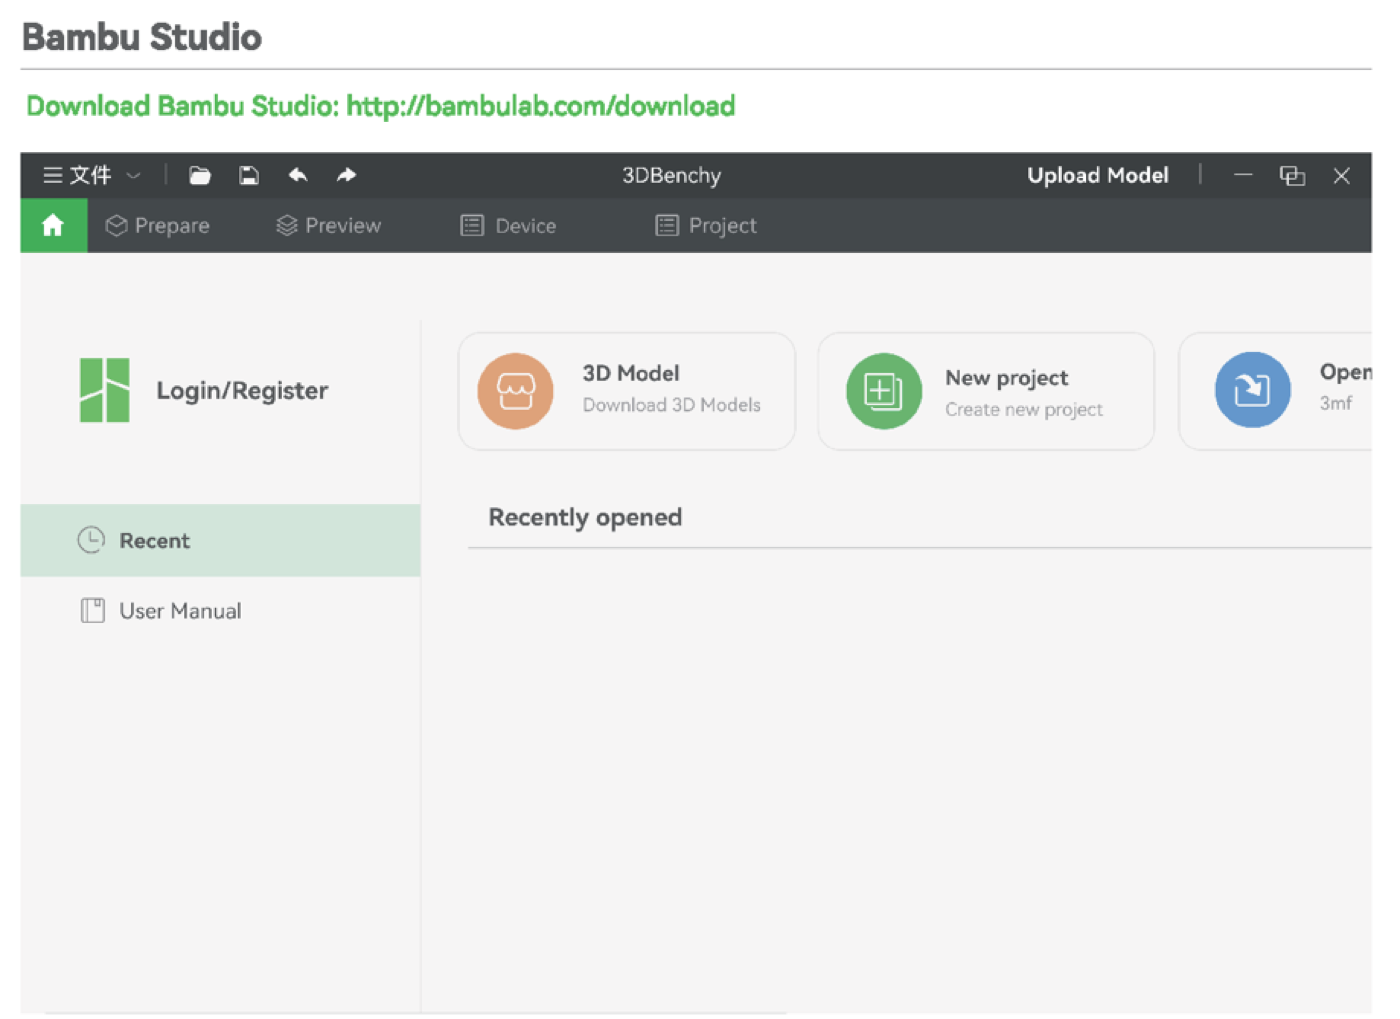 Bambu Studio
Download Bambu Studio: http://bambulab.com/download
文件 3DBenchy Upload Model
Prepare Preview Device Project
Login/Register
3D Model
Download 3D Models
New project
Create new project
Open
3mf
Recently opened
Recent
User Manual